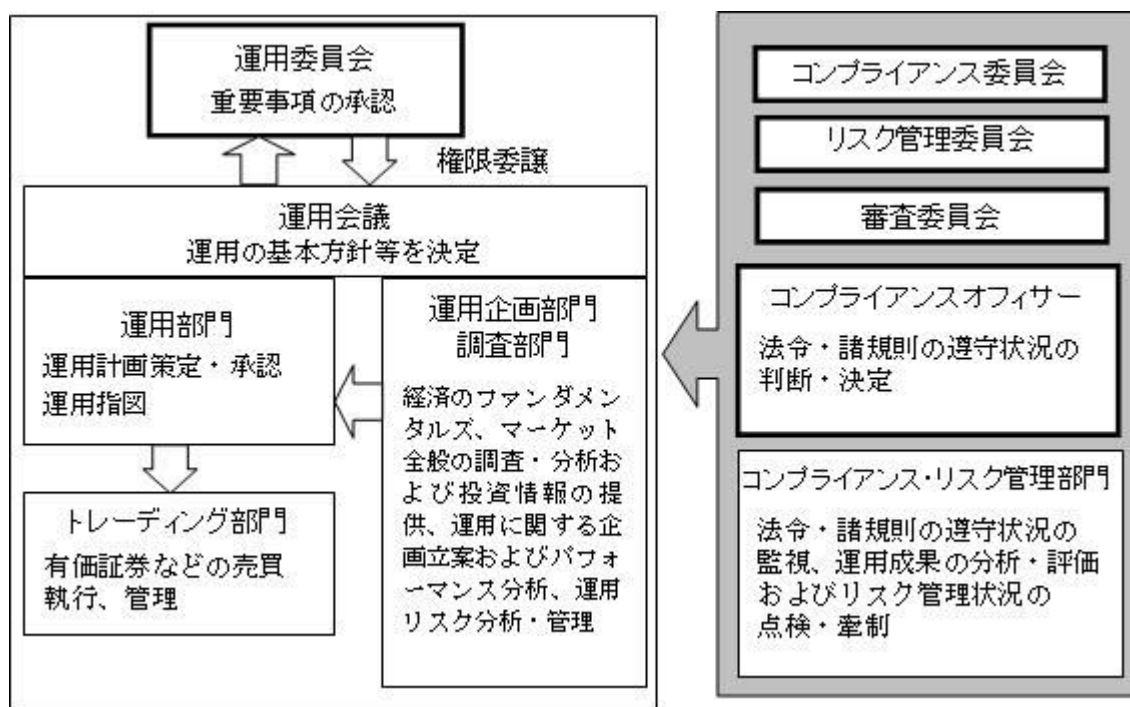 運用委員会
重要事項の承認
権限委譲
運用会議
運用の基本方針等を決定
運用部門
運用計画策定・承認
運用指図
運用企画部門
調査部門
経済のファンダメン
タルズ、マーケット
全般の調査・分析お
よび投資情報の提
供、運用に関する企
画立案およびパフォ
ーマンス分析、運用
リスク分析・管理
トレーディング部門
有価証券などの売買
執行、管理
コンプライアンス委員会
リスク管理委員会
審査委員会
コンプライアンスオフィサー
法令・諸規則の遵守状況の
判断・決定
コンプライアンス・リスク管理部門
法令・諸規則の遵守状況の
監視、運用成果の分析・評価
およびリスク管理状況の
点検・牽制